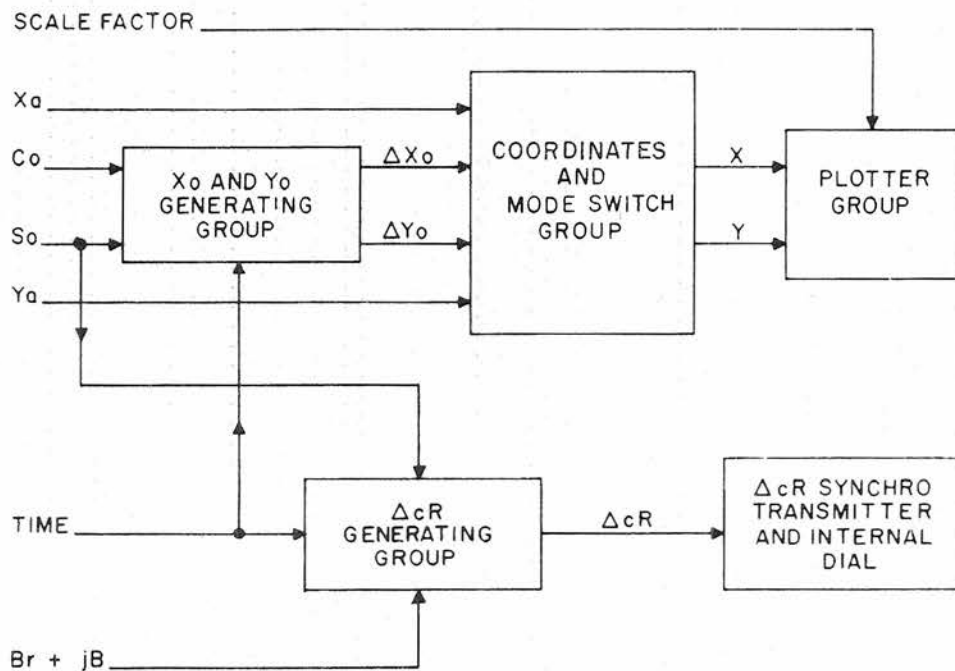 SCALE FACTOR
Xa
Co
So
Ya
Xo AND Yo
GENERATING
GROUP
ΔXo
ΔYo
COORDINATES
AND
MODE SWITCH
GROUP
X
Y
PLOTTER
GROUP
TIME
ΔcR
GENERATING
GROUP
ΔcR
ΔcR SYNCHRO
TRANSMITTER
AND INTERNAL
DIAL
Br + jB